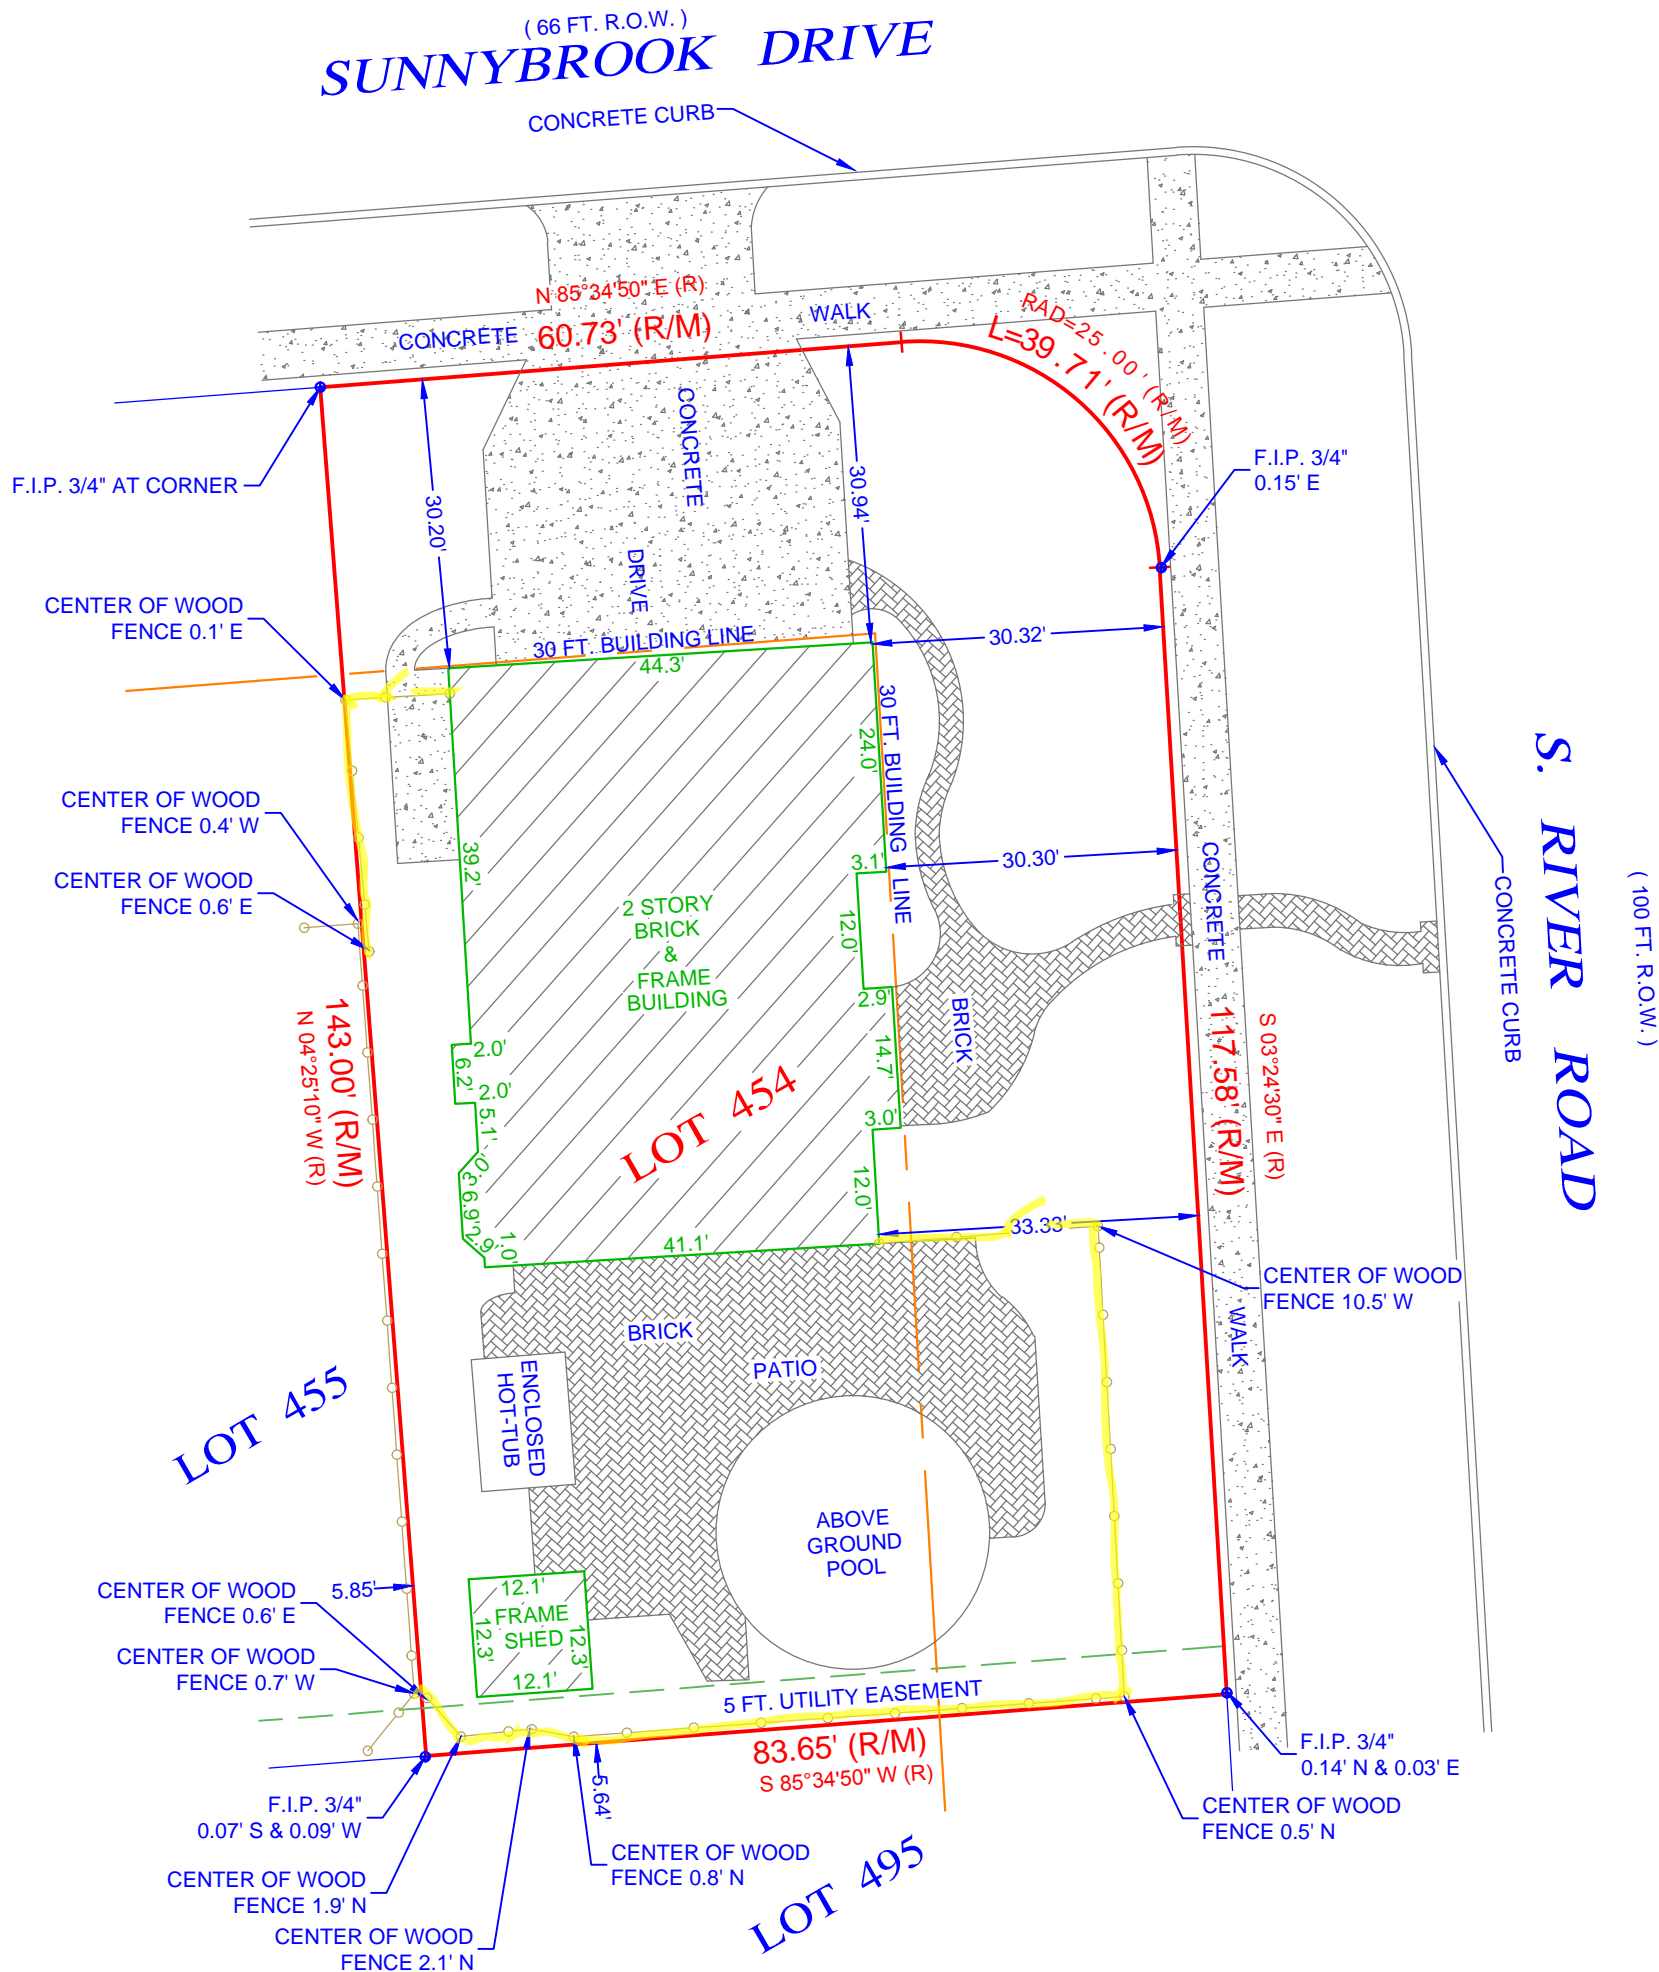 ( 66 FT. R.O.W. )
SUNNYBROOK DRIVE
CONCRETE CURB
N 85°34'50" E (R)
CONCRETE
60.73' (R/M)
WALK
RAD=25.00' (R/M)
L=39.71' (R/M)
F.I.P. 3/4" AT CORNER
30.20'
CONCRETE
DRIVE
30.94'
F.I.P. 3/4"
0.15' E
CENTER OF WOOD
FENCE 0.1' E
30 FT. BUILDING LINE
44.3'
30.32'
30 FT. BUILDING LINE
24.0'
S. RIVER ROAD
( 100 FT. R.O.W. )
CONCRETE CURB
CENTER OF WOOD
FENCE 0.4' W
CENTER OF WOOD
FENCE 0.6' E
39.2'
2 STORY
BRICK
&
FRAME
BUILDING
3.1'
30.30'
12.0'
2.9'
CONCRETE
BRICK
14.7'
143.00' (R/M)
N 04°25'10" W (R)
117.58' (R/M)
S 03°24'30" E (R)
2.0'
6.2'
2.0'
5.1'
3.0'
6.9'
2.9'
1.0'
LOT 454
3.0'
12.0'
41.1'
33.33'
CENTER OF WOOD
FENCE 10.5' W
WALK
BRICK
PATIO
ENCLOSED
HOT-TUB
LOT 455
ABOVE
GROUND
POOL
5.85'
CENTER OF WOOD
FENCE 0.6' E
CENTER OF WOOD
FENCE 0.7' W
12.1'
FRAME
SHED
12.3'
12.3'
12.1'
5 FT. UTILITY EASEMENT
83.65' (R/M)
S 85°34'50" W (R)
5.64'
F.I.P. 3/4"
0.14' N & 0.03' E
F.I.P. 3/4"
0.07' S & 0.09' W
CENTER OF WOOD
FENCE 0.5' N
CENTER OF WOOD
FENCE 0.8' N
CENTER OF WOOD
FENCE 1.9' N
CENTER OF WOOD
FENCE 2.1' N
LOT 495